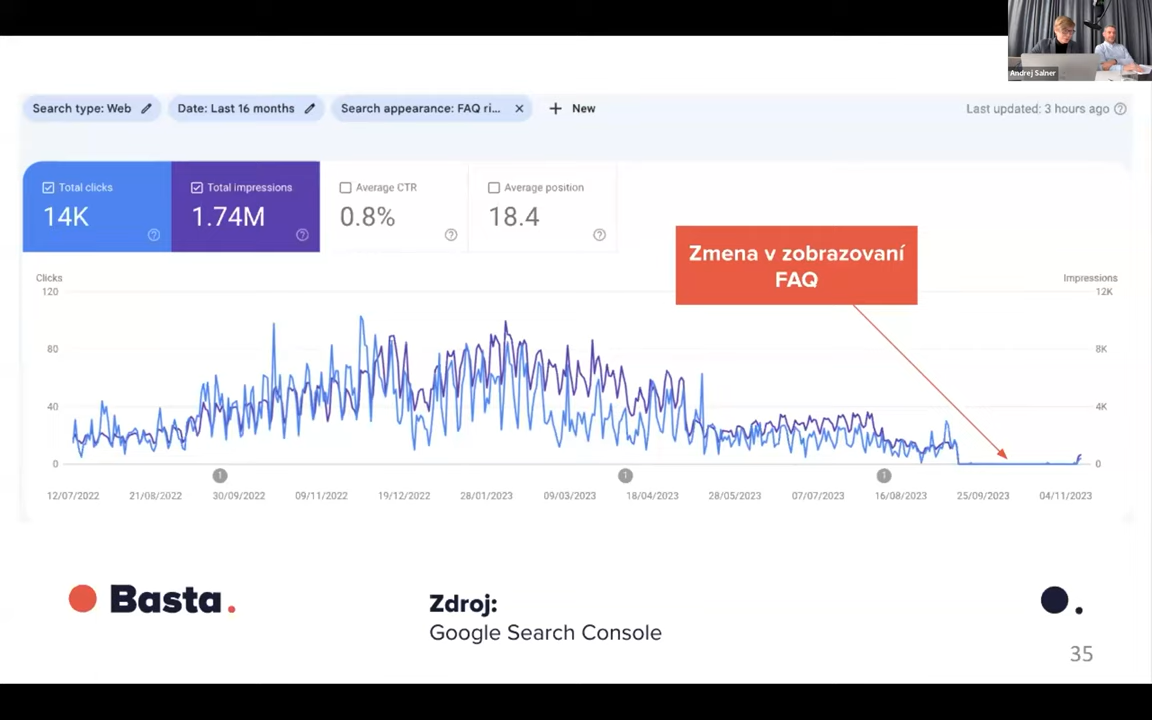 Andrej Salner
Search type: Web
Date: Last 16 months
Search appearance: FAQ ri...
New
Last updated: 3 hours ago
Total clicks
14K
Total impressions
1.74M
Average CTR
0.8%
Average position
18.4
Zmena v zobrazovaní
FAQ
Clicks
120
80
40
0
Impressions
12K
8K
4K
0
1
1
1
12/07/2022
21/08/2022
30/09/2022
09/11/2022
19/12/2022
28/01/2023
09/03/2023
18/04/2023
28/05/2023
07/07/2023
16/08/2023
25/09/2023
04/11/2023
Basta.
Zdroj:
Google Search Console
35